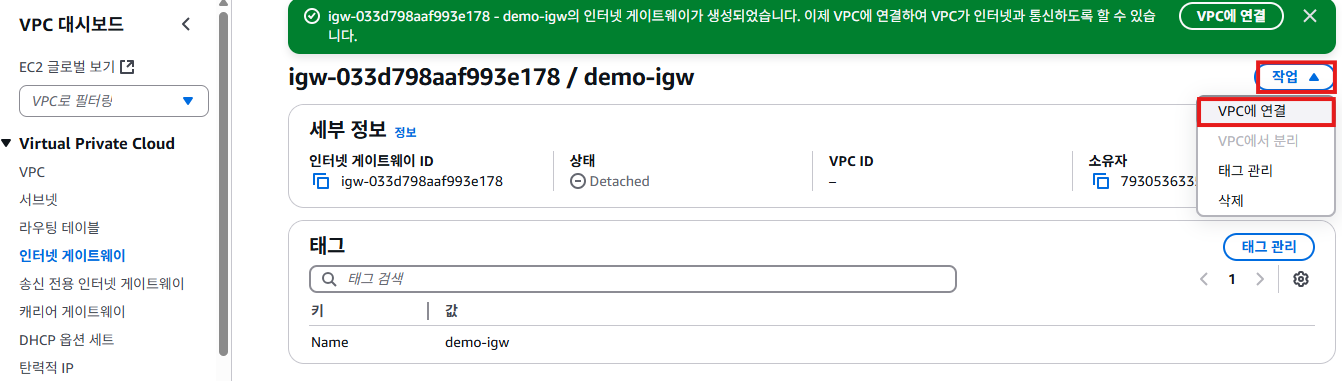 VPC 대시보드
EC2 글로벌 보기
VPC로 필터링
Virtual Private Cloud
VPC
서브넷
라우팅 테이블
인터넷 게이트웨이
송신 전용 인터넷 게이트웨이
캐리어 게이트웨이
DHCP 옵션 세트
탄력적 IP
igw-033d798aaf993e178 - demo-igw의 인터넷 게이트웨이가 생성되었습니다. 이제 VPC에 연결하여 VPC가 인터넷과 통신하도록 할 수 있습
니다.
VPC에 연결
igw-033d798aaf993e178 / demo-igw
작업
VPC에 연결
VPC에서 분리
태그 관리
삭제
세부 정보 정보
인터넷 게이트웨이 ID
igw-033d798aaf993e178
상태
Detached
VPC ID
–
소유자
793053633
태그
태그 관리
태그 검색
1
키 값
Name demo-igw